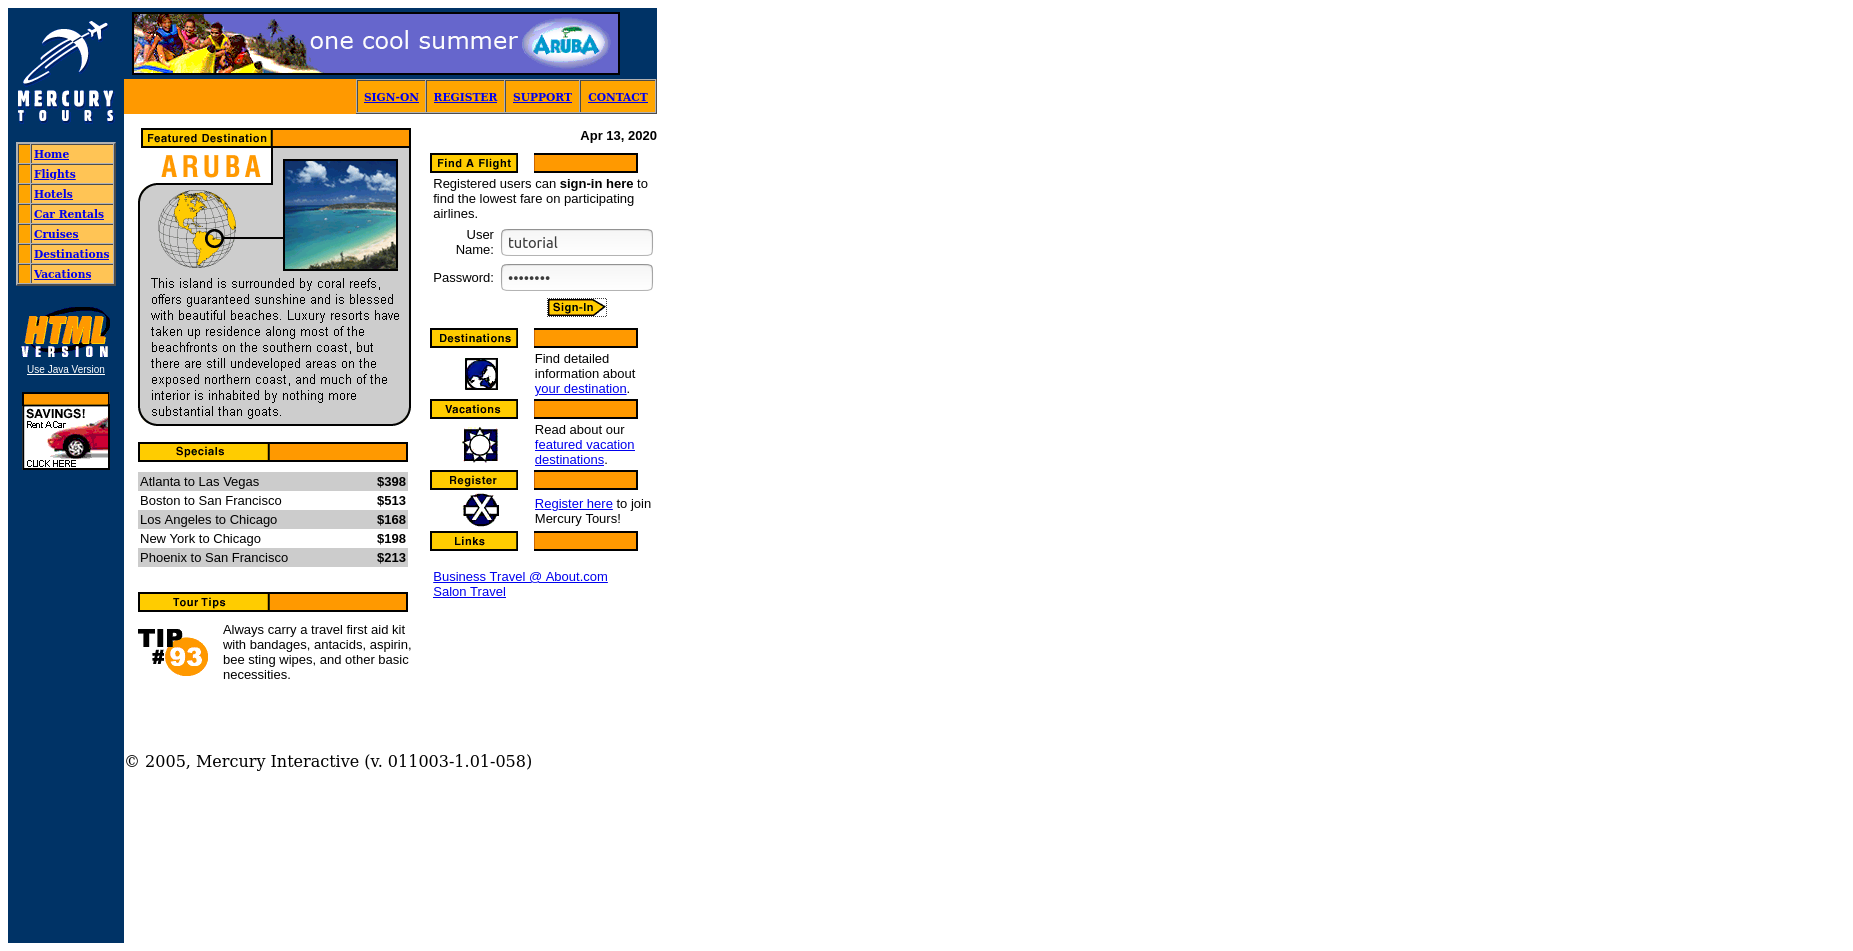 one cool summer ARUBA
MERCURY
TOURS
SIGN-ON REGISTER SUPPORT CONTACT
Home
Flights
Hotels
Car Rentals
Cruises
Destinations
Vacations
HTML
VERSION
Use Java Version
SAVINGS!
Rent A Car
CLICK HERE
Featured Destination
ARUBA
This island is surrounded by coral reefs,
offers guaranteed sunshine and is blessed
with beautiful beaches. Luxury resorts have
taken up residence along most of the
beachfronts on the southern coast, but
there are still undeveloped areas on the
exposed northern coast, and much of the
interior is inhabited by nothing more
substantial than goats.
Specials
Atlanta to Las Vegas $398
Boston to San Francisco $513
Los Angeles to Chicago $168
New York to Chicago $198
Phoenix to San Francisco $213
Tour Tips
TIP
#93
Always carry a travel first aid kit
with bandages, antacids, aspirin,
bee sting wipes, and other basic
necessities.
Apr 13, 2020
Find A Flight
Registered users can sign-in here to
find the lowest fare on participating
airlines.
User
Name: tutorial
Password: ••••••••
Sign-In
Destinations
Find detailed
information about
your destination.
Vacations
Read about our
featured vacation
destinations.
Register
Register here to join
Mercury Tours!
Links
Business Travel @ About.com
Salon Travel
© 2005, Mercury Interactive (v. 011003-1.01-058)